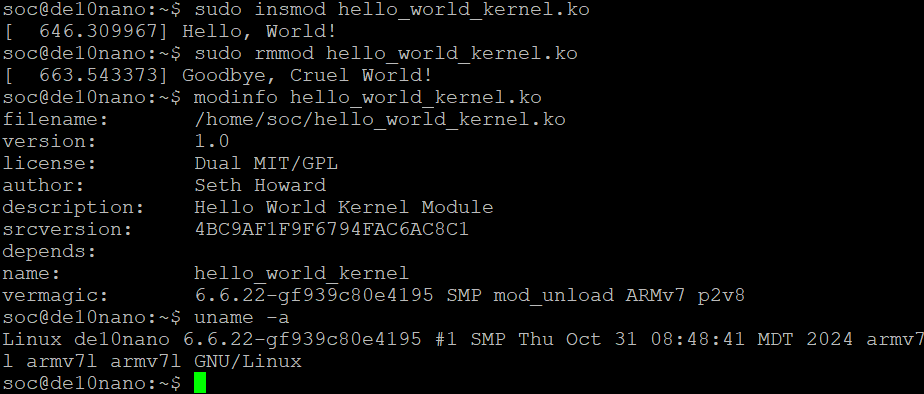 soc@de10nano:~$ sudo insmod hello_world_kernel.ko
[  646.309967] Hello, World!
soc@de10nano:~$ sudo rmmod hello_world_kernel.ko
[  663.543373] Goodbye, Cruel World!
soc@de10nano:~$ modinfo hello_world_kernel.ko
filename:       /home/soc/hello_world_kernel.ko
version:        1.0
license:        Dual MIT/GPL
author:         Seth Howard
description:    Hello World Kernel Module
srcversion:     4BC9AF1F9F6794FAC6AC8C1
depends:
name:           hello_world_kernel
vermagic:       6.6.22-gf939c80e4195 SMP mod_unload ARMv7 p2v8
soc@de10nano:~$ uname -a
Linux de10nano 6.6.22-gf939c80e4195 #1 SMP Thu Oct 31 08:48:41 MDT 2024 armv7
l armv7l armv7l GNU/Linux
soc@de10nano:~$